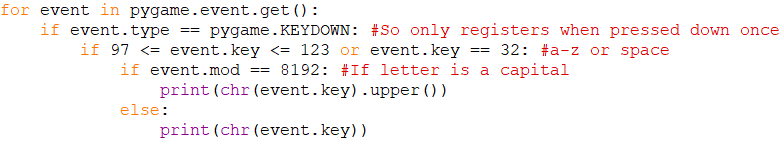 for event in pygame.event.get():
    if event.type == pygame.KEYDOWN: #So only registers when pressed down once
        if 97 <= event.key <= 123 or event.key == 32: #a-z or space
            if event.mod == 8192: #If letter is a capital
                print(chr(event.key).upper())
            else:
                print(chr(event.key))